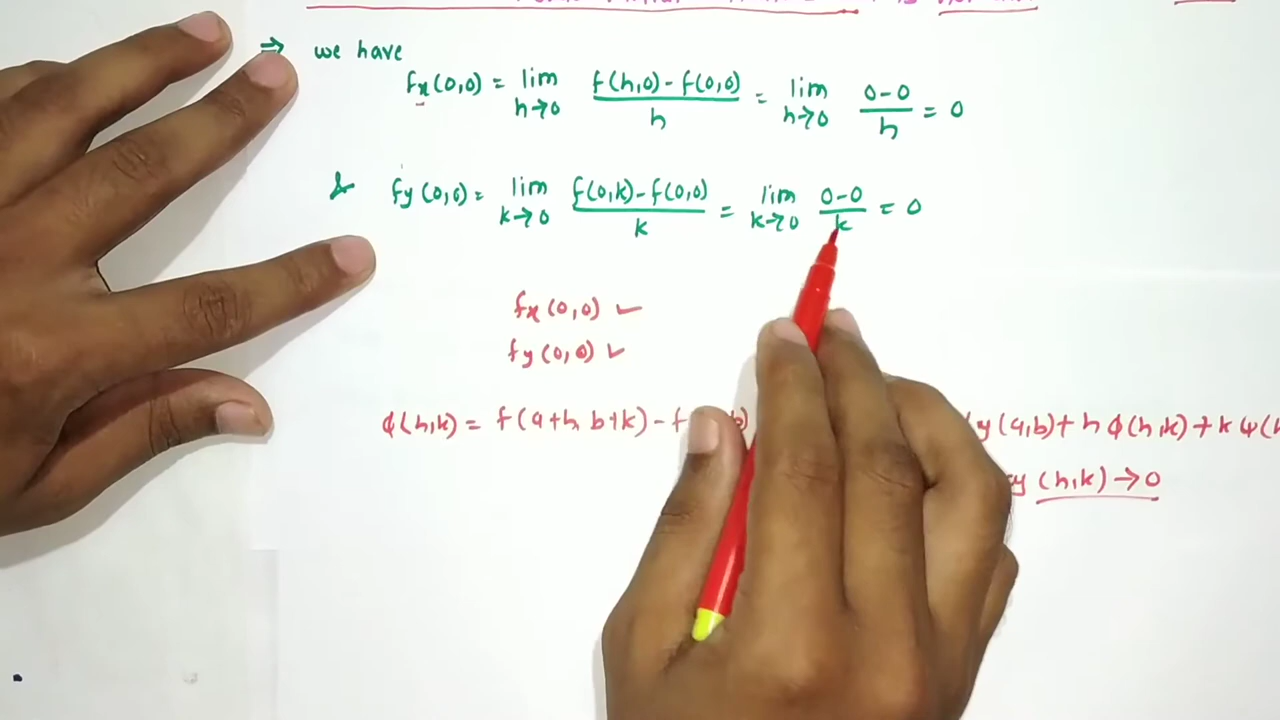 ⇒ we have
fx(0,0) = lim h→0 f(h,0) - f(0,0) / h = lim h→0 0-0 / h = 0
& fy(0,0) = lim k→0 f(0,k) - f(0,0) / k = lim k→0 0-0 / k = 0
fx(0,0) ✓
fy(0,0) ✓
ϕ(h,k) = f(a+h b+k) - f b) y(a,b) + h ϕ(h,k) + k ψ(h
y (h,k) → 0